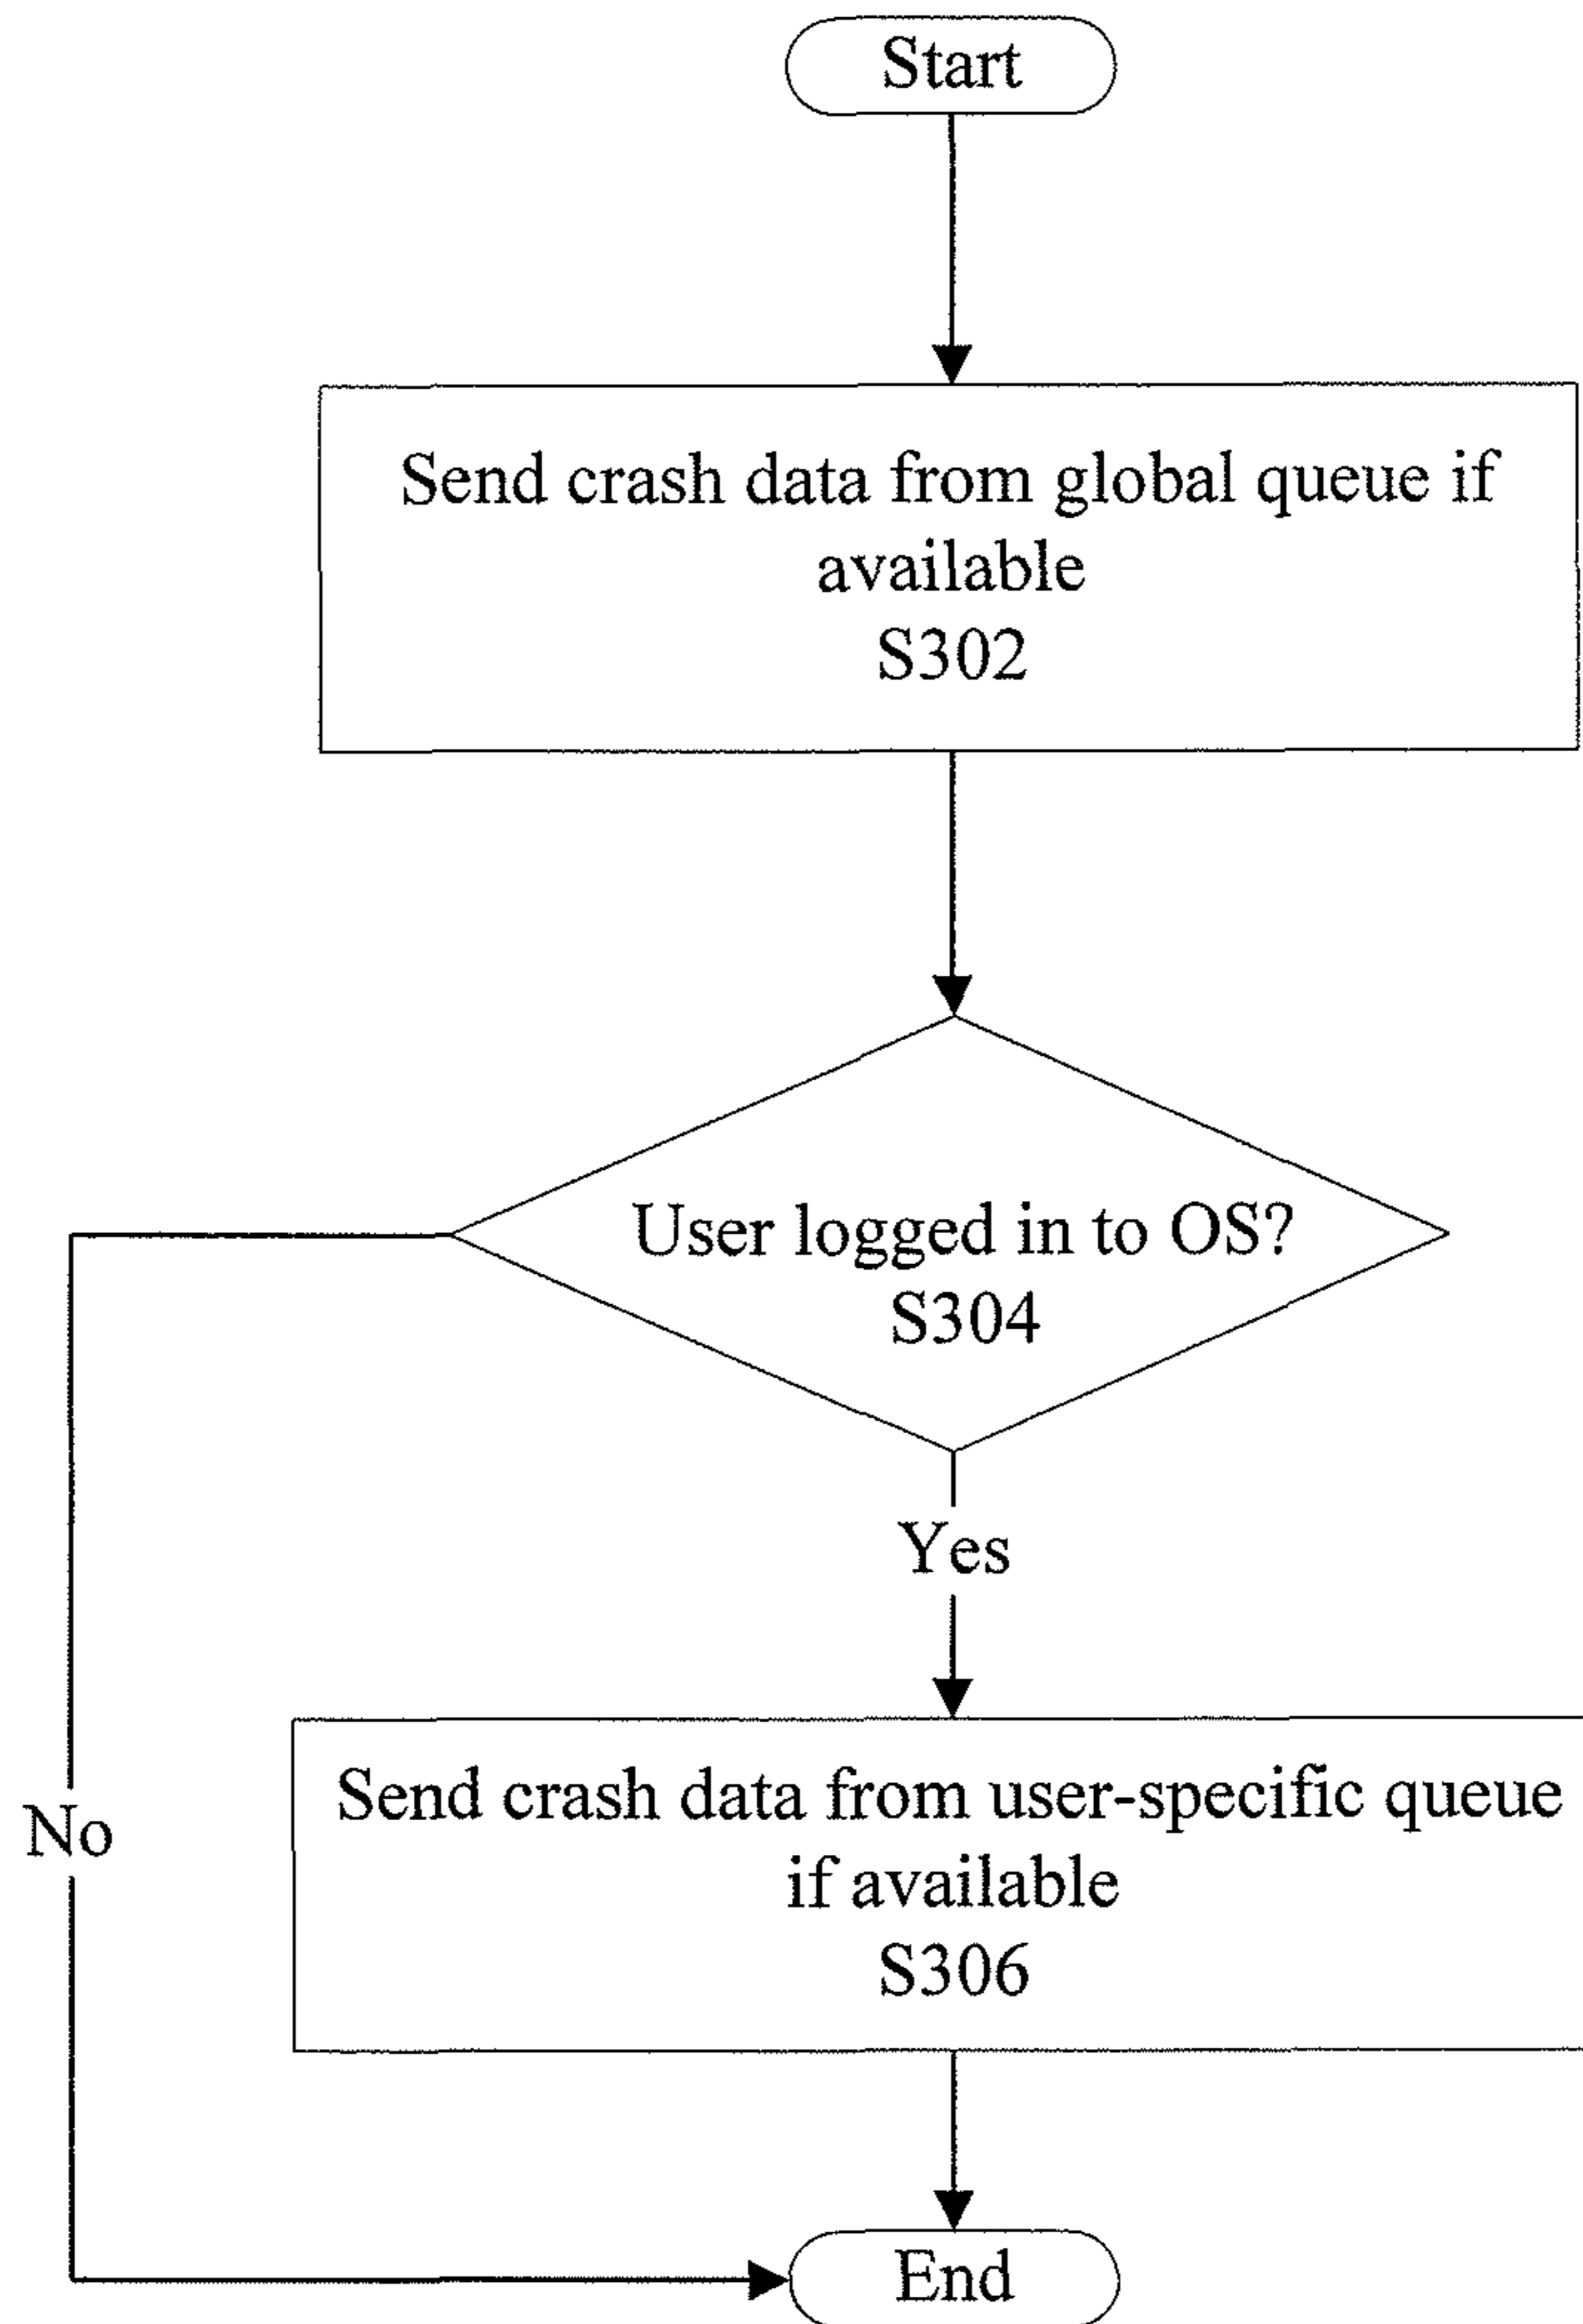 Start
Send crash data from global queue if
available
S302
User logged in to OS?
S304
Yes
Send crash data from user-specific queue
if available
S306
No
End